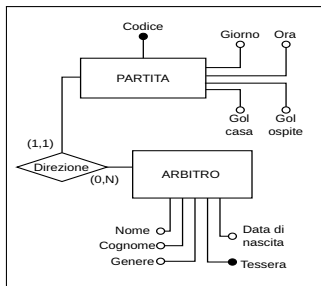 Codice
Giorno Ora
PARTITA
Gol casa
Gol ospite
(1,1)
Direzione
(0,N)
ARBITRO
Nome
Cognome
Genere
Data di nascita
Tessera